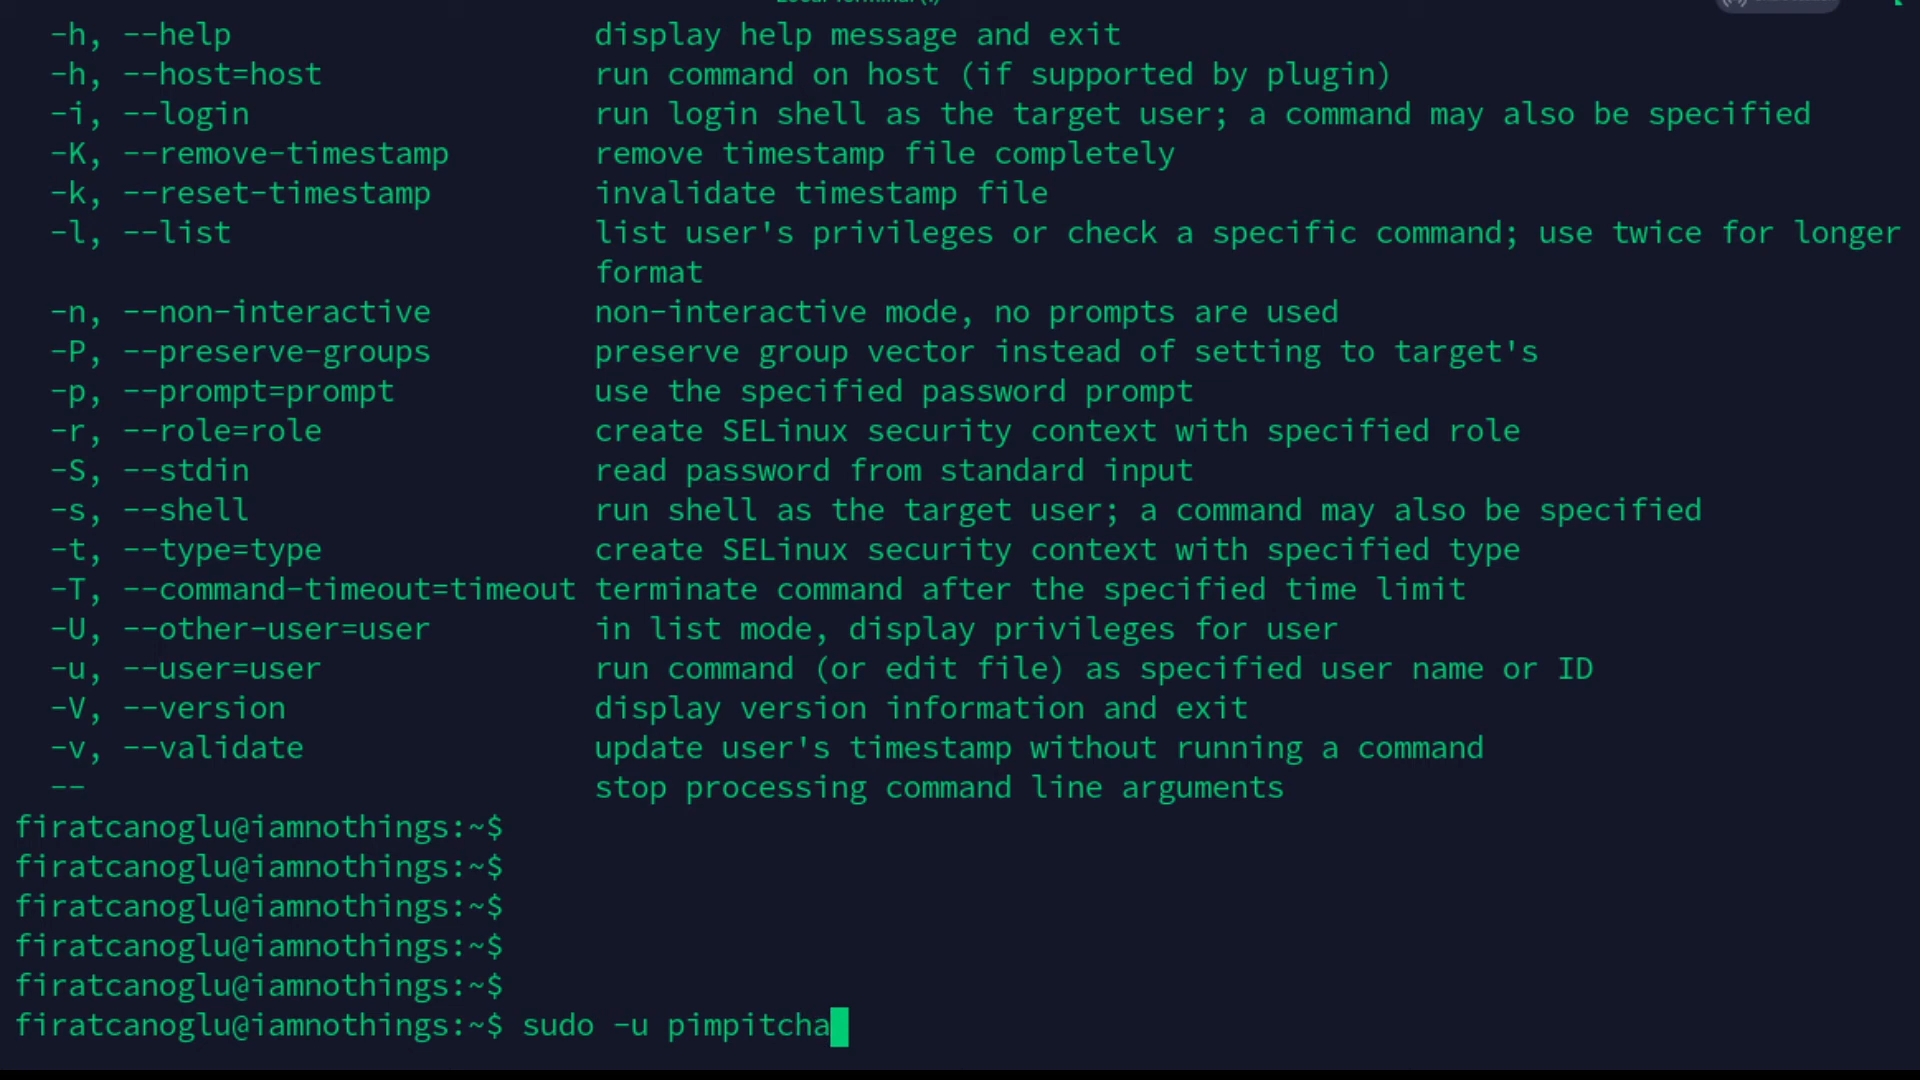 -h, --help display help message and exit
-h, --host=host run command on host (if supported by plugin)
-i, --login run login shell as the target user; a command may also be specified
-K, --remove-timestamp remove timestamp file completely
-k, --reset-timestamp invalidate timestamp file
-l, --list list user's privileges or check a specific command; use twice for longer
format
-n, --non-interactive non-interactive mode, no prompts are used
-P, --preserve-groups preserve group vector instead of setting to target's
-p, --prompt=prompt use the specified password prompt
-r, --role=role create SELinux security context with specified role
-S, --stdin read password from standard input
-s, --shell run shell as the target user; a command may also be specified
-t, --type=type create SELinux security context with specified type
-T, --command-timeout=timeout terminate command after the specified time limit
-U, --other-user=user in list mode, display privileges for user
-u, --user=user run command (or edit file) as specified user name or ID
-V, --version display version information and exit
-v, --validate update user's timestamp without running a command
-- stop processing command line arguments
firatcanoglu@iamnothings:~$
firatcanoglu@iamnothings:~$
firatcanoglu@iamnothings:~$
firatcanoglu@iamnothings:~$
firatcanoglu@iamnothings:~$
firatcanoglu@iamnothings:~$ sudo -u pimpitcha